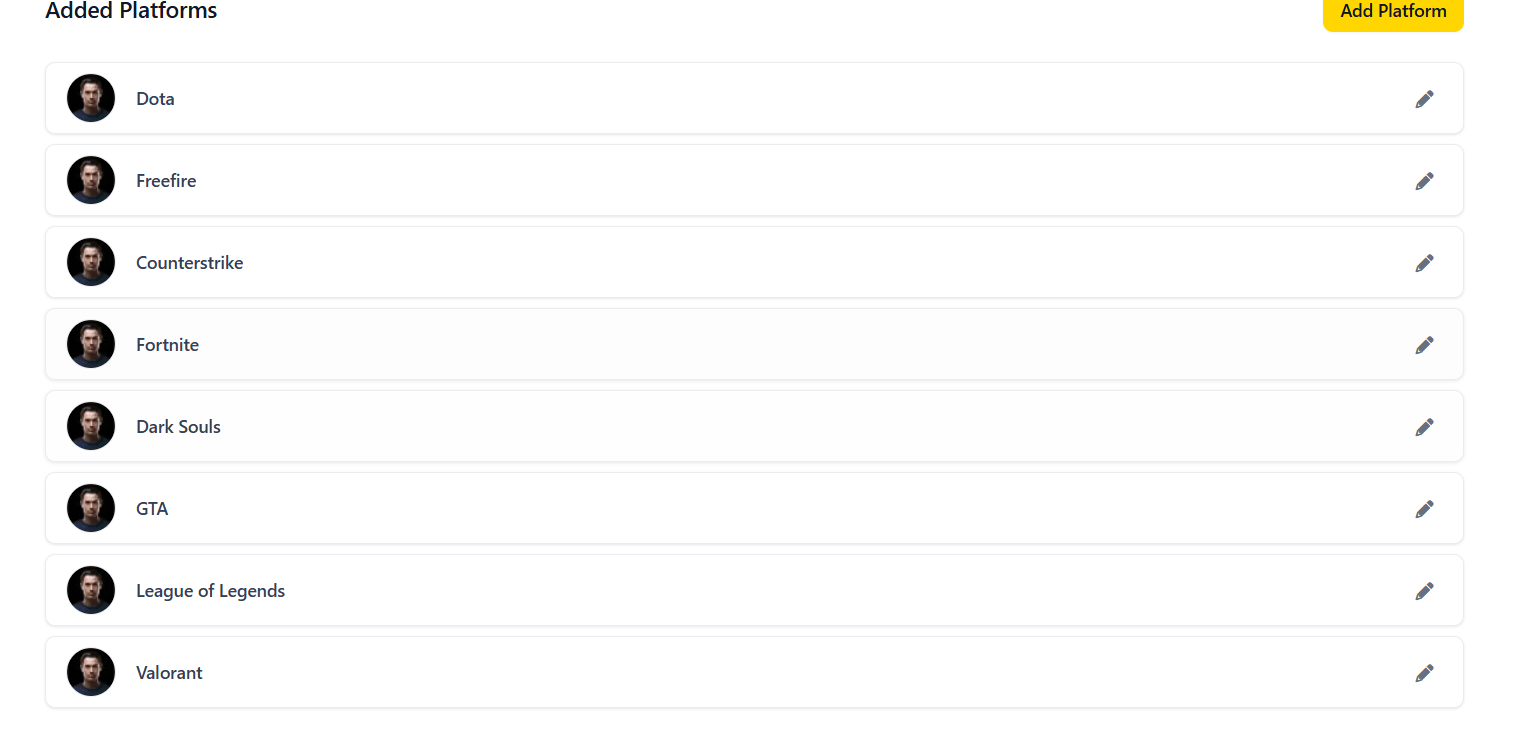 Added Platforms
Add Platform
Dota
Freefire
Counterstrike
Fortnite
Dark Souls
GTA
League of Legends
Valorant